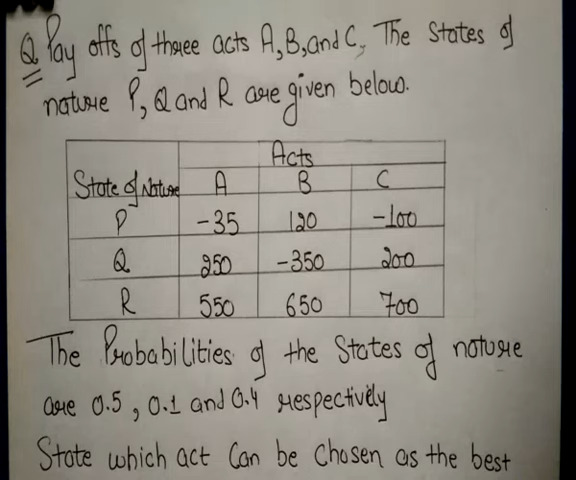 Q Pay offs of three acts A, B, and C, The States of
nature P, Q and R are given below.
Acts
State of Nature A B C
P -35 120 -100
Q 250 -350 200
R 550 650 700
The Probabilities of the States of nature
are 0.5, 0.1 and 0.4 respectively
State which act Can be Chosen as the best